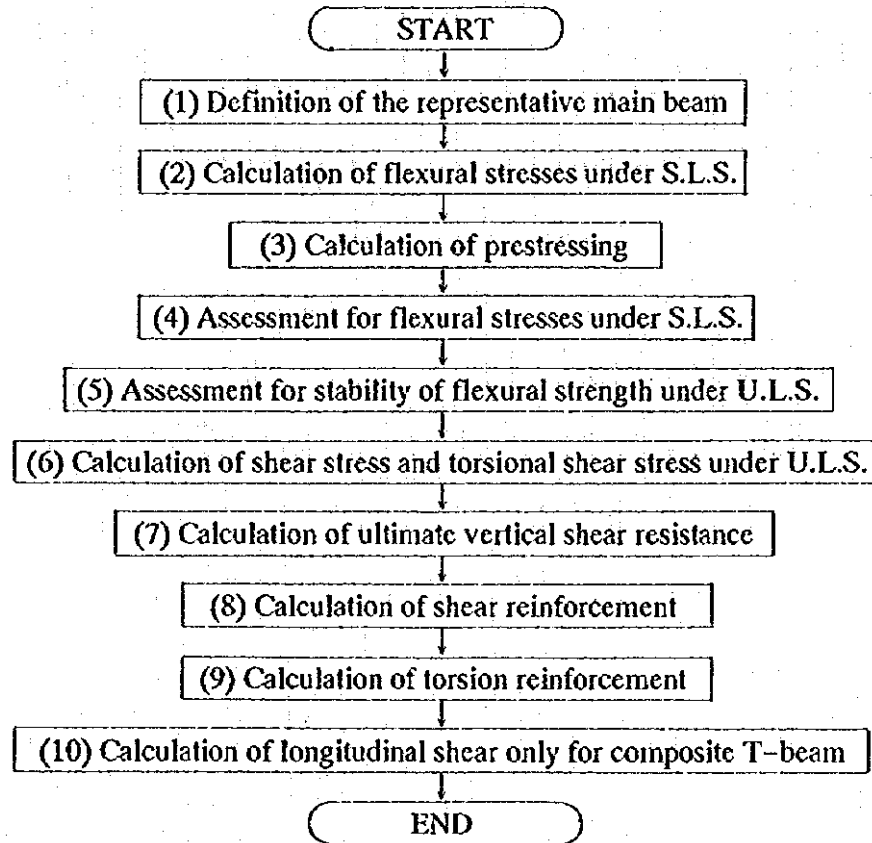 START
(1) Definition of the representative main beam
(2) Calculation of flexural stresses under S.L.S.
(3) Calculation of prestressing
(4) Assessment for flexural stresses under S.L.S.
(5) Assessment for stability of flexural strength under U.L.S.
(6) Calculation of shear stress and torsional shear stress under U.L.S.
(7) Calculation of ultimate vertical shear resistance
(8) Calculation of shear reinforcement
(9) Calculation of torsion reinforcement
(10) Calculation of longitudinal shear only for composite T-beam
END